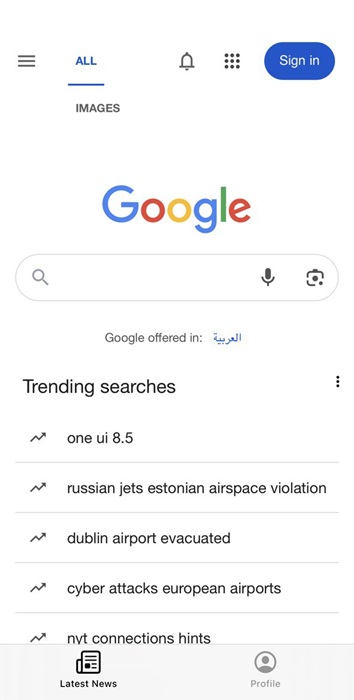 ALL
Sign in
IMAGES
Google
Google offered in: العربية
Trending searches
one ui 8.5
russian jets estonian airspace violation
dublin airport evacuated
cyber attacks european airports
nyt connections hints
Latest News
Profile